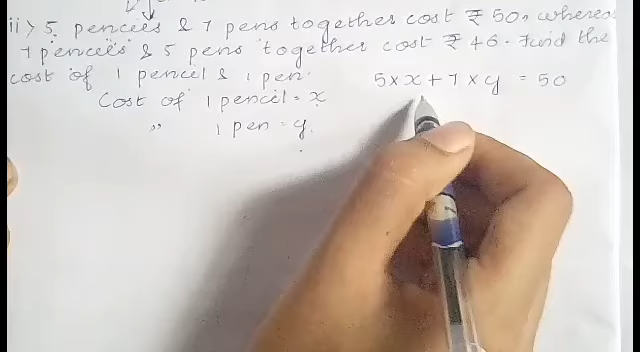 ii> 5 pencils & 7 pens together cost ₹ 50, whereas
7 pencils & 5 pens together cost ₹ 46. Find the
cost of 1 pencil & 1 pen.
5 × x + 7 × y = 50
Cost of 1 pencil = x
" 1 pen = y.